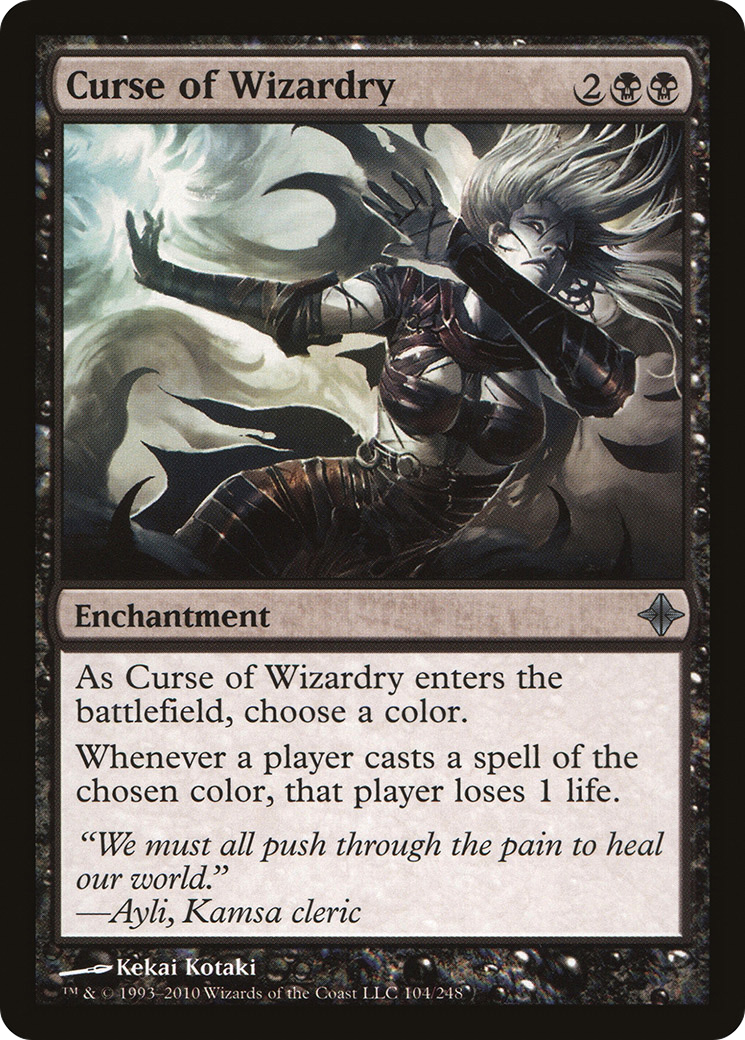 Curse of Wizardry 2
Enchantment
As Curse of Wizardry enters the
battlefield, choose a color.
Whenever a player casts a spell of the
chosen color, that player loses 1 life.
“We must all push through the pain to heal
our world.”
—Ayli, Kamsa cleric
Kekai Kotaki
™ & © 1993–2010 Wizards of the Coast LLC 104/248